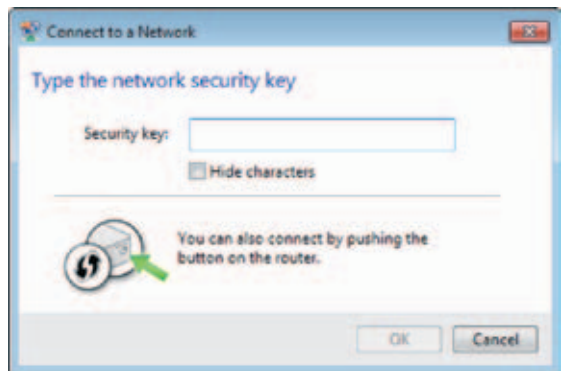 Connect to a Network
Type the network security key
Security key:
Hide characters
You can also connect by pushing the
button on the router.
OK
Cancel